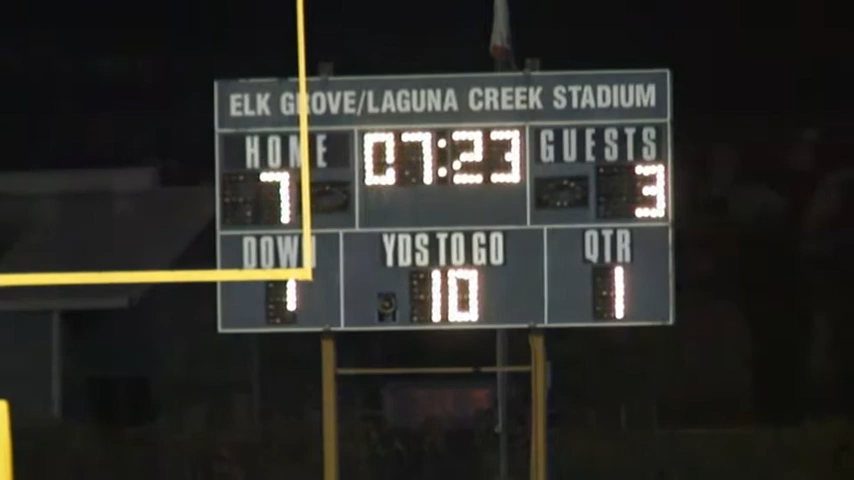 ELK GROVE/LAGUNA CREEK STADIUM
HOME 07:23 GUESTS
7 3
DOWN YDS TO GO QTR
1 10 1